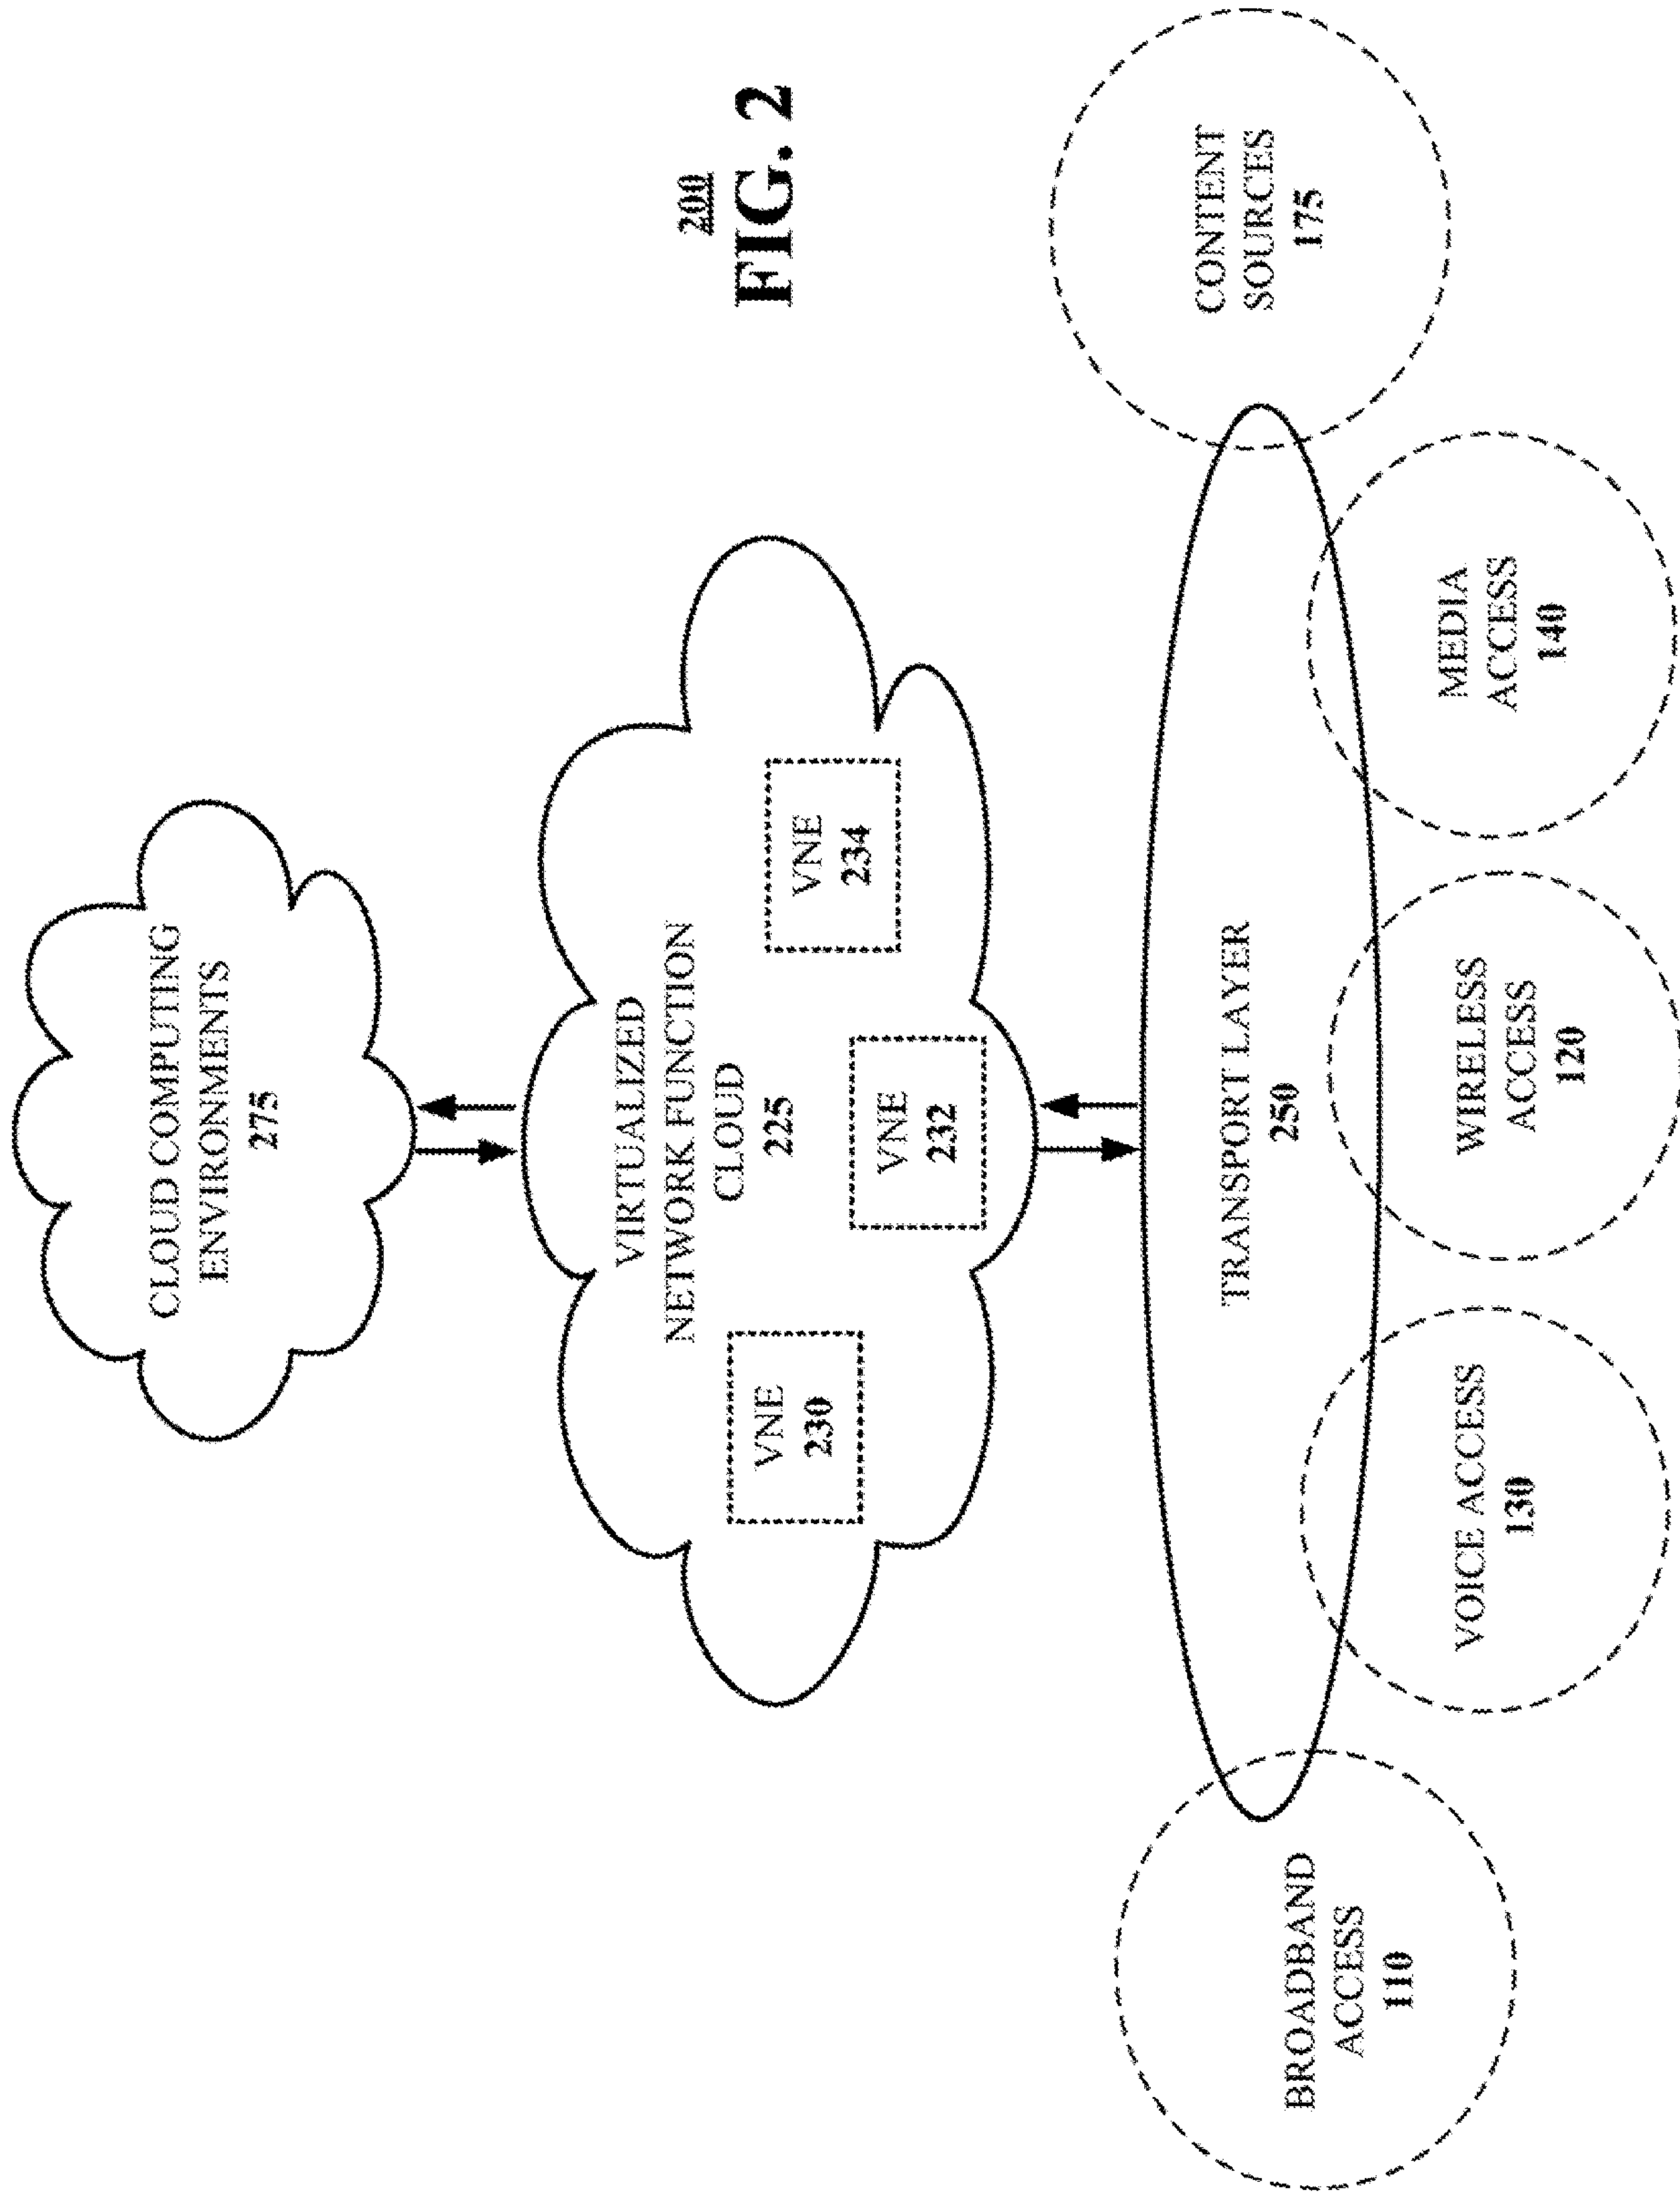 CLOUD COMPUTING
ENVIRONMENTS
275
VIRTUALIZED
NETWORK FUNCTION
CLOUD
225
VNE
230
VNE
232
VNE
234
200
FIG. 2
TRANSPORT LAYER
250
BROADBAND
ACCESS
110
VOICE ACCESS
130
WIRELESS
ACCESS
120
MEDIA
ACCESS
140
CONTENT
SOURCES
175